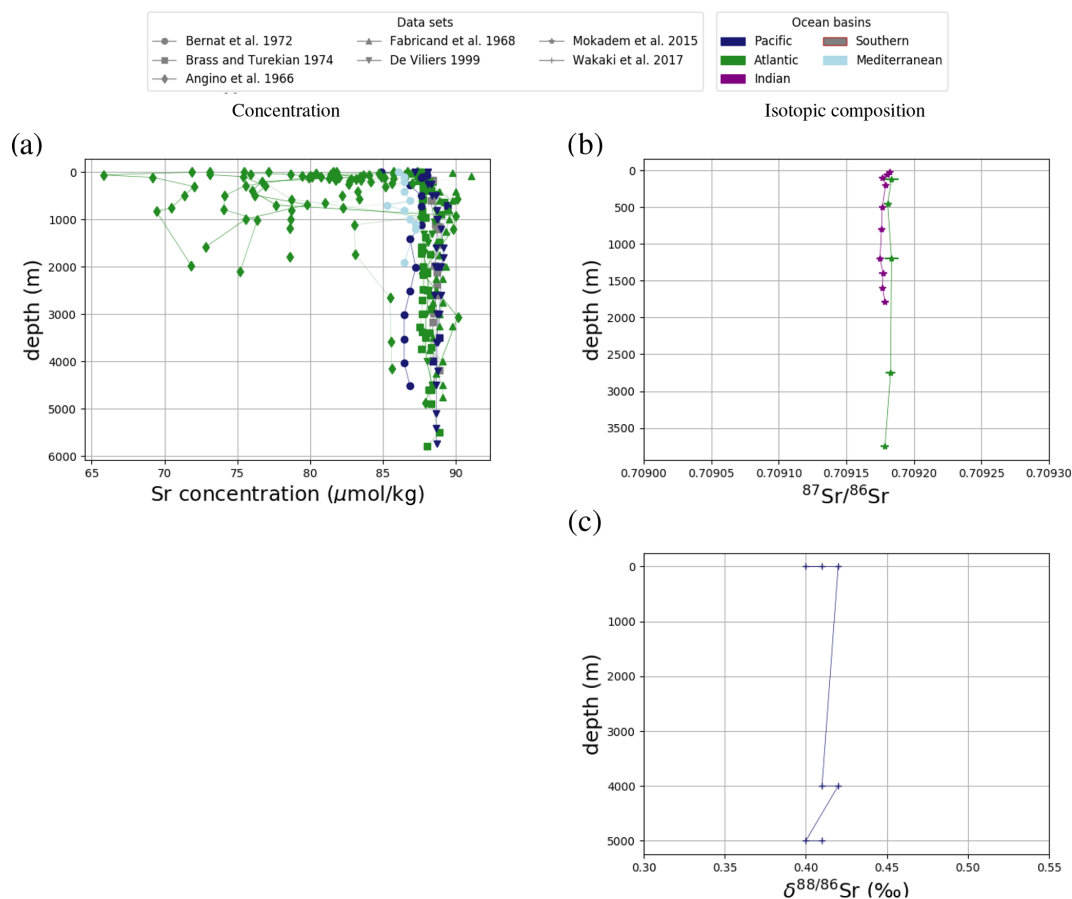 Data sets
Bernat et al. 1972
Brass and Turekian 1974
Angino et al. 1966
Fabricand et al. 1968
De Viliers 1999
Mokadem et al. 2015
Wakaki et al. 2017
Ocean basins
Pacific
Atlantic
Indian
Southern
Mediterranean
Concentration
Isotopic composition
(a)
0
1000
2000
3000
4000
5000
6000
depth (m)
65 70 75 80 85 90
Sr concentration (μmol/kg)
(b)
0
500
1000
1500
2000
2500
3000
3500
depth (m)
0.70900 0.70905 0.70910 0.70915 0.70920 0.70925 0.70930
⁸⁷Sr/⁸⁶Sr
(c)
0
1000
2000
3000
4000
5000
depth (m)
0.30 0.35 0.40 0.45 0.50 0.55
δ⁸⁸/⁸⁶Sr (‰)